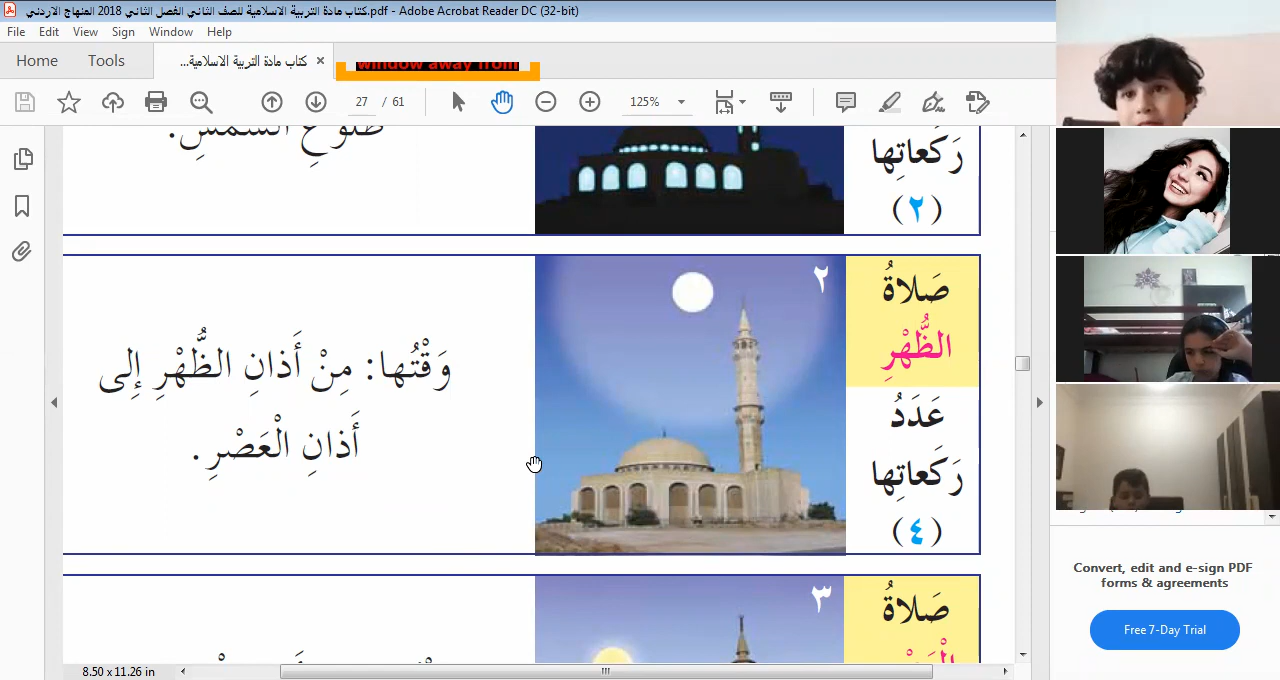 كتاب مادة التربية الاسلامية للصف الثاني الفصل الثاني 2018 المنهاج الاردني.pdf - Adobe Acrobat Reader DC (32-bit)
File Edit View Sign Window Help
Home Tools كتاب مادة التربية الاسلامية... ×
window away from
27 / 61 125%
طُلوعِ الشَّمْسِ.
رَكَعاتِها
(٢)
٢
صَلاةُ
الظُّهْرِ
عَدَدُ
رَكَعاتِها
(٤)
وَقْتُها: مِنْ أَذانِ الظُّهْرِ إِلى
أَذانِ الْعَصْرِ.
٣
صَلاةُ
8.50 x 11.26 in
Convert, edit and e-sign PDF
forms & agreements
Free 7-Day Trial